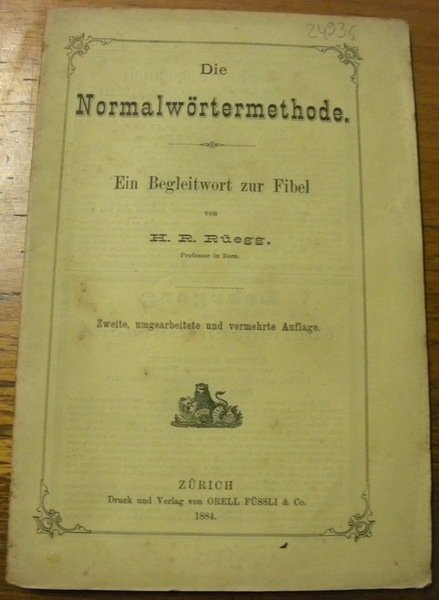 24936
Die
Normalwörtermethode.
Ein Begleitwort zur Fibel
von
H. R. Rüegg.
Professor in Bern.
Zweite, umgearbeitete und vermehrte Auflage.
ZÜRICH
Druck und Verlag von ORELL FÜSSLI & Co.
1884.